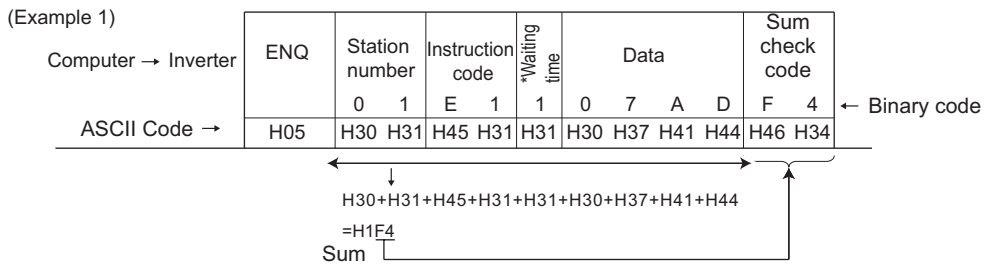 (Example 1)
Computer → Inverter
ENQ
Station number
Instruction code
*Waiting time
Data
Sum check code
0 1 E 1 1 0 7 A D F 4
← Binary code
ASCII Code →
H05 H30 H31 H45 H31 H31 H30 H37 H41 H44 H46 H34
H30+H31+H45+H31+H31+H30+H37+H41+H44
=H1F4
Sum